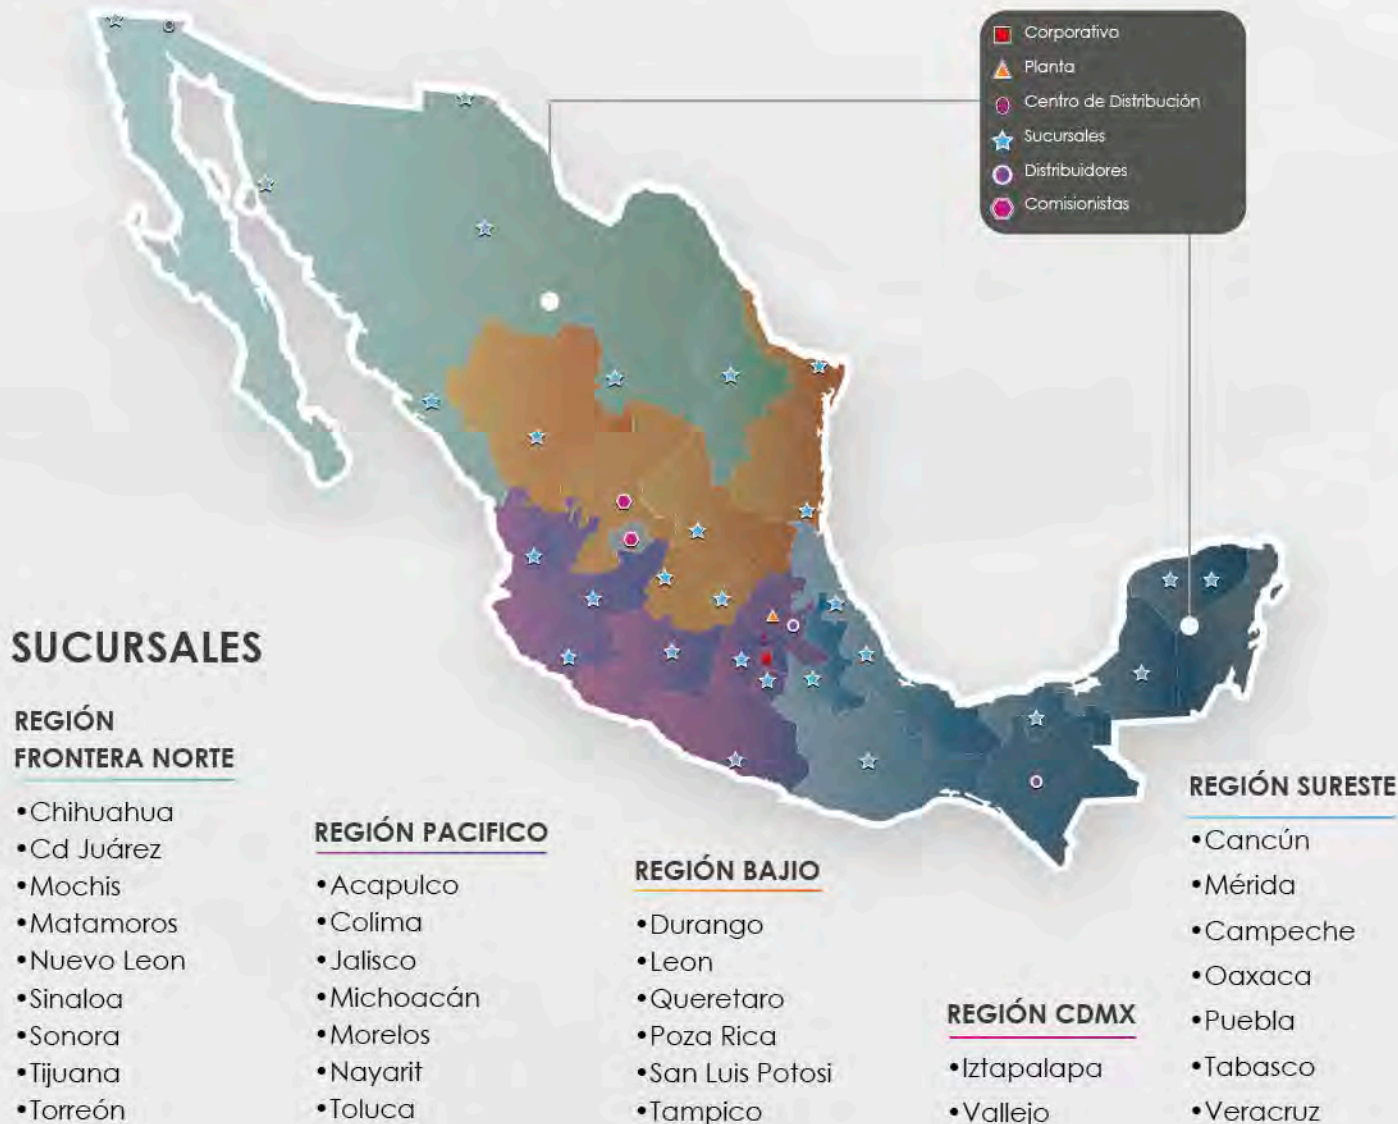 Corporativo
Planta
Centro de Distribución
Sucursales
Distribuidores
Comisionistas
SUCURSALES
REGIÓN
FRONTERA NORTE
•Chihuahua
•Cd Juárez
•Mochis
•Matamoros
•Nuevo Leon
•Sinaloa
•Sonora
•Tijuana
•Torreón
REGIÓN PACIFICO
•Acapulco
•Colima
•Jalisco
•Michoacán
•Morelos
•Nayarit
•Toluca
REGIÓN BAJIO
•Durango
•Leon
•Queretaro
•Poza Rica
•San Luis Potosi
•Tampico
REGIÓN CDMX
•Iztapalapa
•Vallejo
REGIÓN SURESTE
•Cancún
•Mérida
•Campeche
•Oaxaca
•Puebla
•Tabasco
•Veracruz